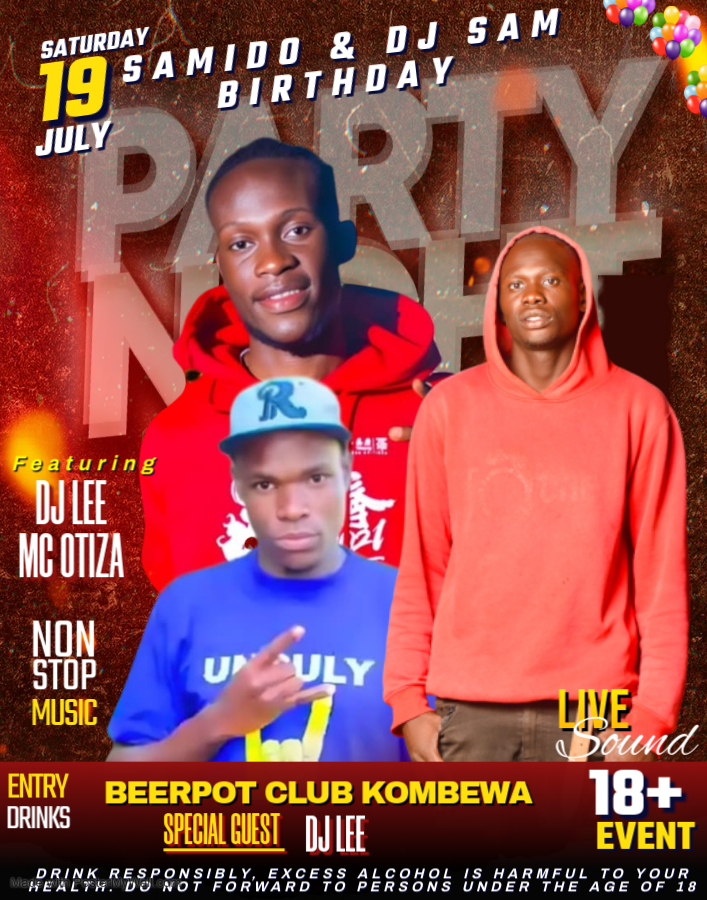 SATURDAY
19
JULY
SAMIDO & DJ SAM
BIRTHDAY
PARTY
NIGHT
Featuring
DJ LEE
MC OTIZA
NON
STOP
MUSIC
UNRULY
LIVE
Sound
ENTRY
DRINKS
BEERPOT CLUB KOMBEWA
SPECIAL GUEST DJ LEE
18+
EVENT
DRINK RESPONSIBLY, EXCESS ALCOHOL IS HARMFUL TO YOUR
HEALTH. DO NOT FORWARD TO PERSONS UNDER THE AGE OF 18